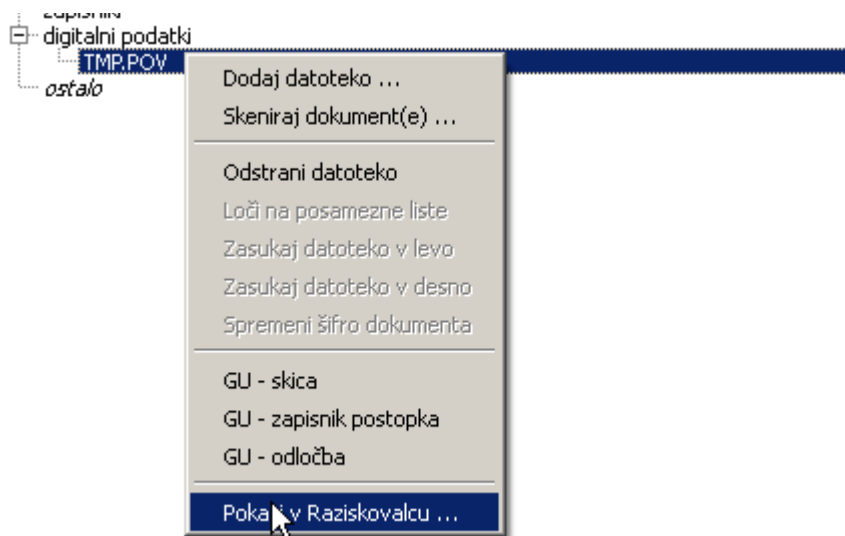 zapisniki
digitalni podatki
TMP.POV
ostalo
Dodaj datoteko ...
Skeniraj dokument(e) ...
Odstrani datoteko
Loči na posamezne liste
Zasukaj datoteko v levo
Zasukaj datoteko v desno
Spremeni šifro dokumenta
GU - skica
GU - zapisnik postopka
GU - odločba
Pokaži v Raziskovalcu ...